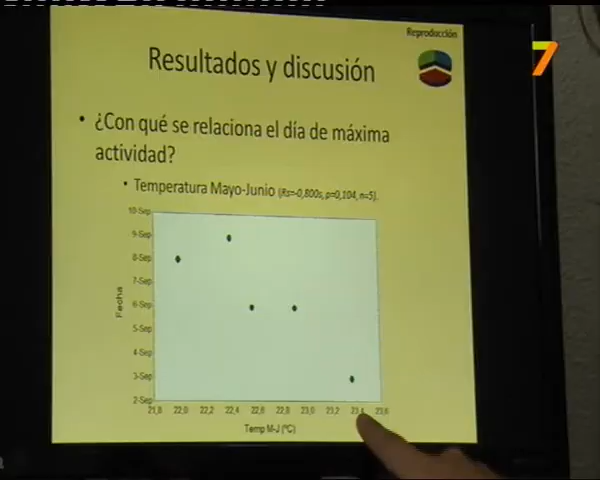 Reproducción
7
Resultados y discusión
• ¿Con qué se relaciona el día de máxima
actividad?
• Temperatura Mayo-Junio (Rs=-0,800s, p=0,104, n=5).
10-Sep
9-Sep
8-Sep
7-Sep
6-Sep
5-Sep
4-Sep
3-Sep
2-Sep
Fecha
21,8 22,0 22,2 22,4 22,6 22,8 23,0 23,2 23,4 23,6
Temp M-J (ºC)